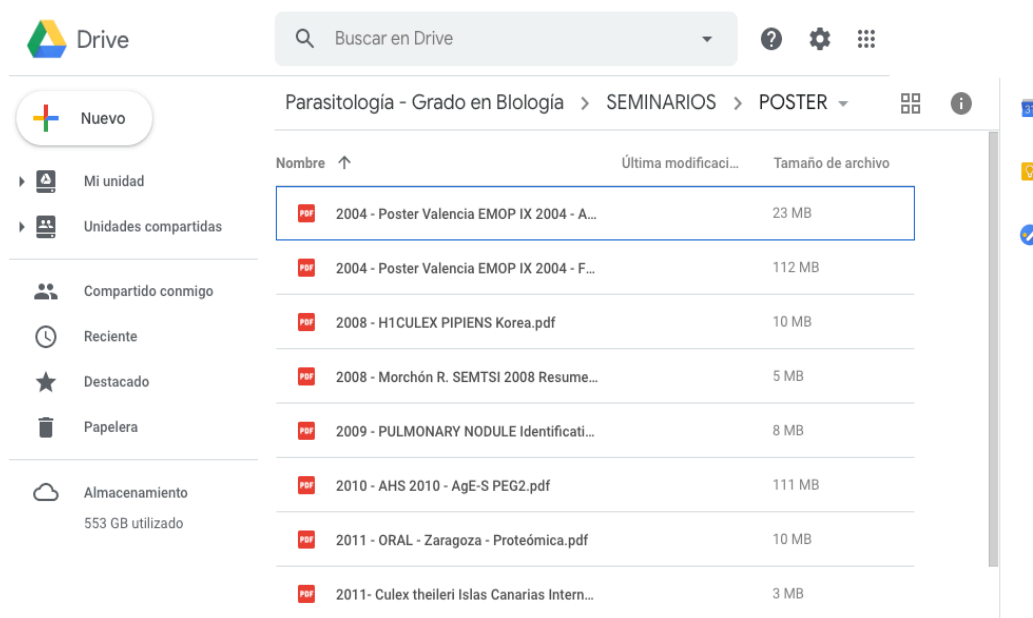 Drive
Buscar en Drive
Nuevo
Mi unidad
Unidades compartidas
Compartido conmigo
Reciente
Destacado
Papelera
Almacenamiento
553 GB utilizado
Parasitología - Grado en BIología > SEMINARIOS > POSTER
Nombre Última modificaci... Tamaño de archivo
PDF 2004 - Poster Valencia EMOP IX 2004 - A... 23 MB
PDF 2004 - Poster Valencia EMOP IX 2004 - F... 112 MB
PDF 2008 - H1CULEX PIPIENS Korea.pdf 10 MB
PDF 2008 - Morchón R. SEMTSI 2008 Resume... 5 MB
PDF 2009 - PULMONARY NODULE Identificati... 8 MB
PDF 2010 - AHS 2010 - AgE-S PEG2.pdf 111 MB
PDF 2011 - ORAL - Zaragoza - Proteómica.pdf 10 MB
PDF 2011- Culex theileri Islas Canarias Intern... 3 MB